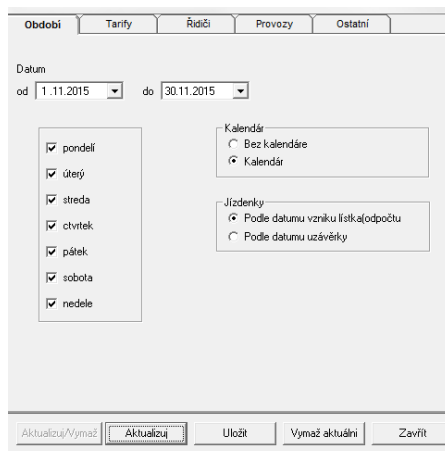 Období Tarify Řidiči Provozy Ostatní
Datum
od 1 .11.2015 do 30.11.2015
Kalendár
pondelí Bez kalendáre
Kalendár
úterý
streda Jízdenky
ctvrtek Podle datumu vzniku lístka(odpočtu
Podle datumu uzávěrky
pátek
sobota
nedele
Aktualizuj/Vymaž Aktualizuj Uložit Vymaž aktuální Zavřít